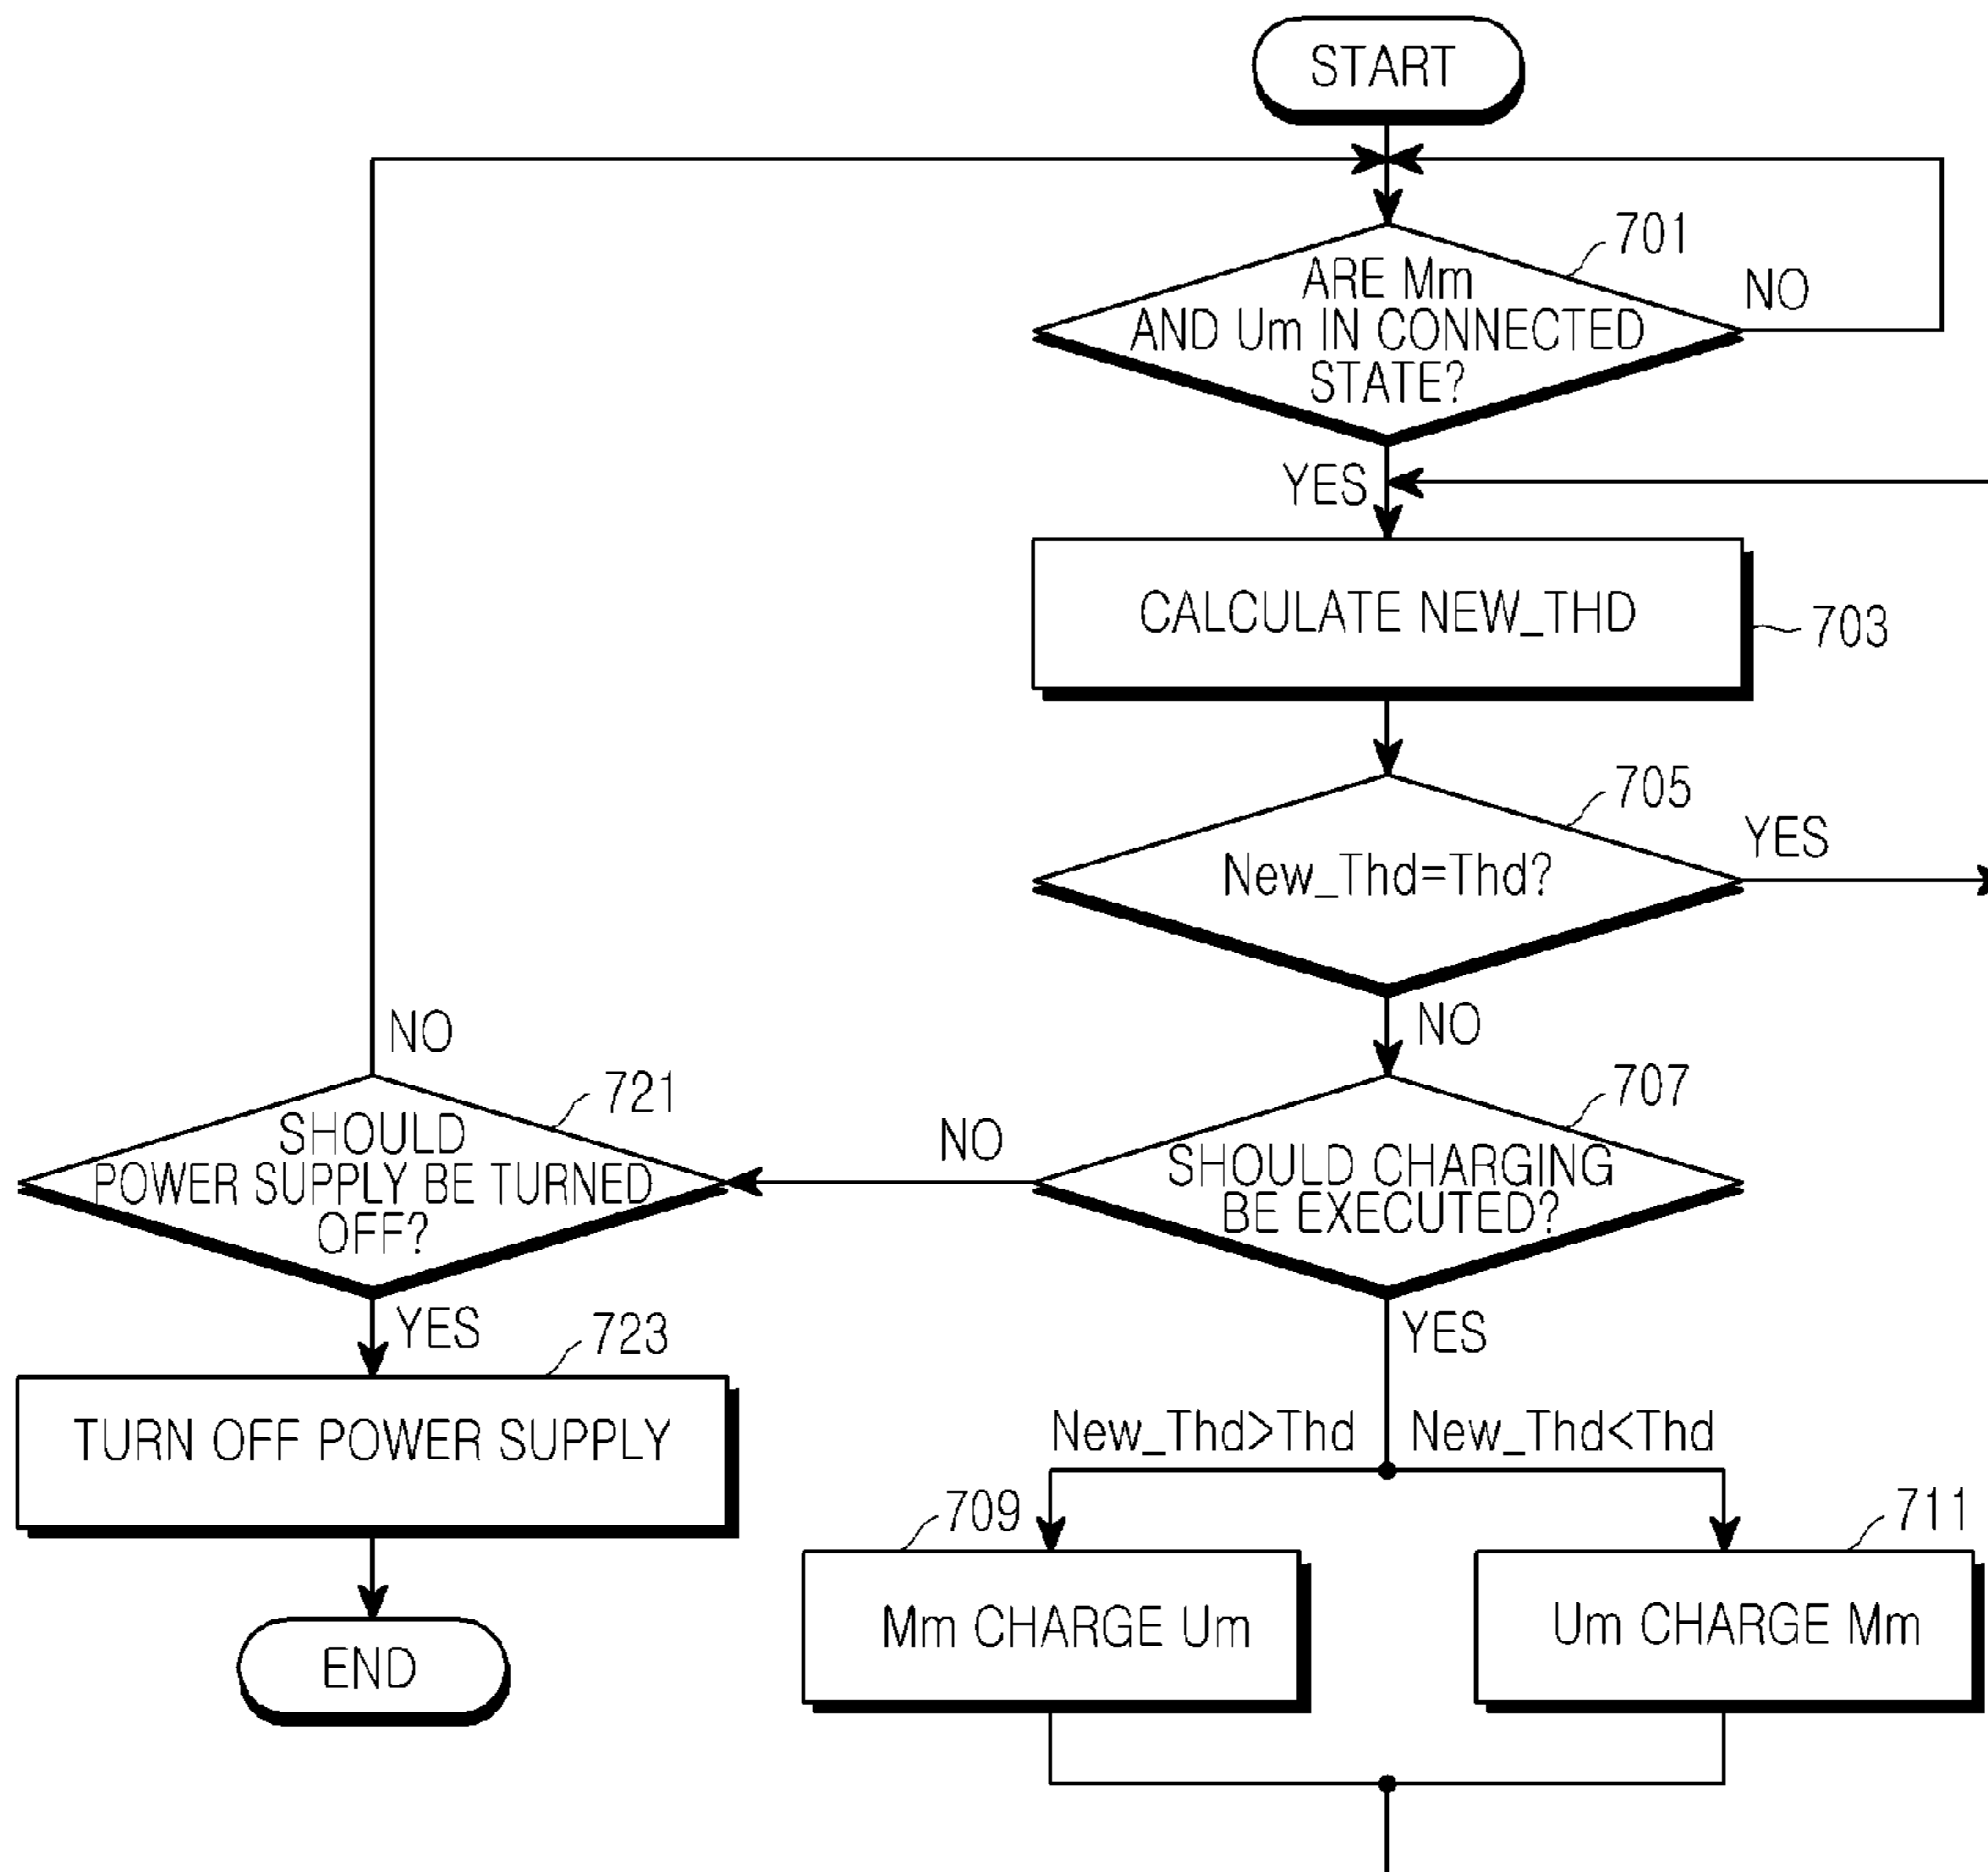 START
701
ARE Mm
AND Um IN CONNECTED
STATE?
NO
YES
CALCULATE NEW_THD
703
705
New_Thd=Thd?
YES
NO
NO
721
SHOULD
POWER SUPPLY BE TURNED
OFF?
NO
707
SHOULD CHARGING
BE EXECUTED?
YES
723
TURN OFF POWER SUPPLY
END
YES
New_Thd>Thd
New_Thd<Thd
709
Mm CHARGE Um
711
Um CHARGE Mm